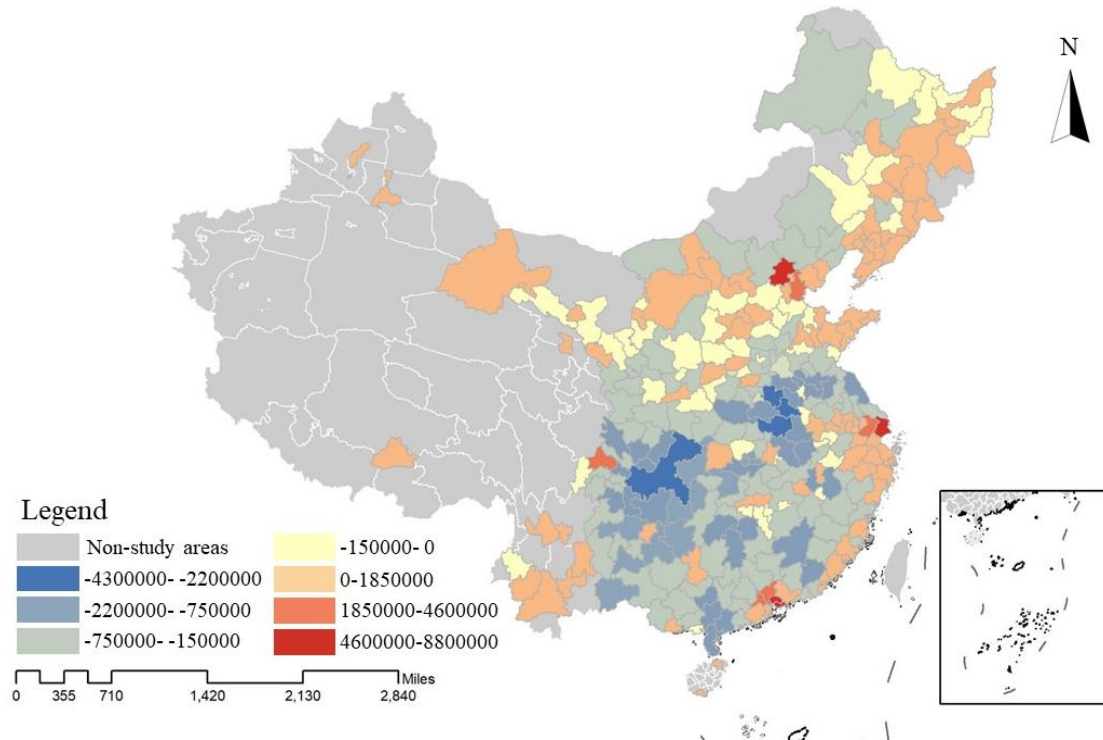 N
Legend
Non-study areas
-4300000- -2200000
-2200000- -750000
-750000- -150000
-150000- 0
0-1850000
1850000-4600000
4600000-8800000
Miles
0 355 710 1,420 2,130 2,840